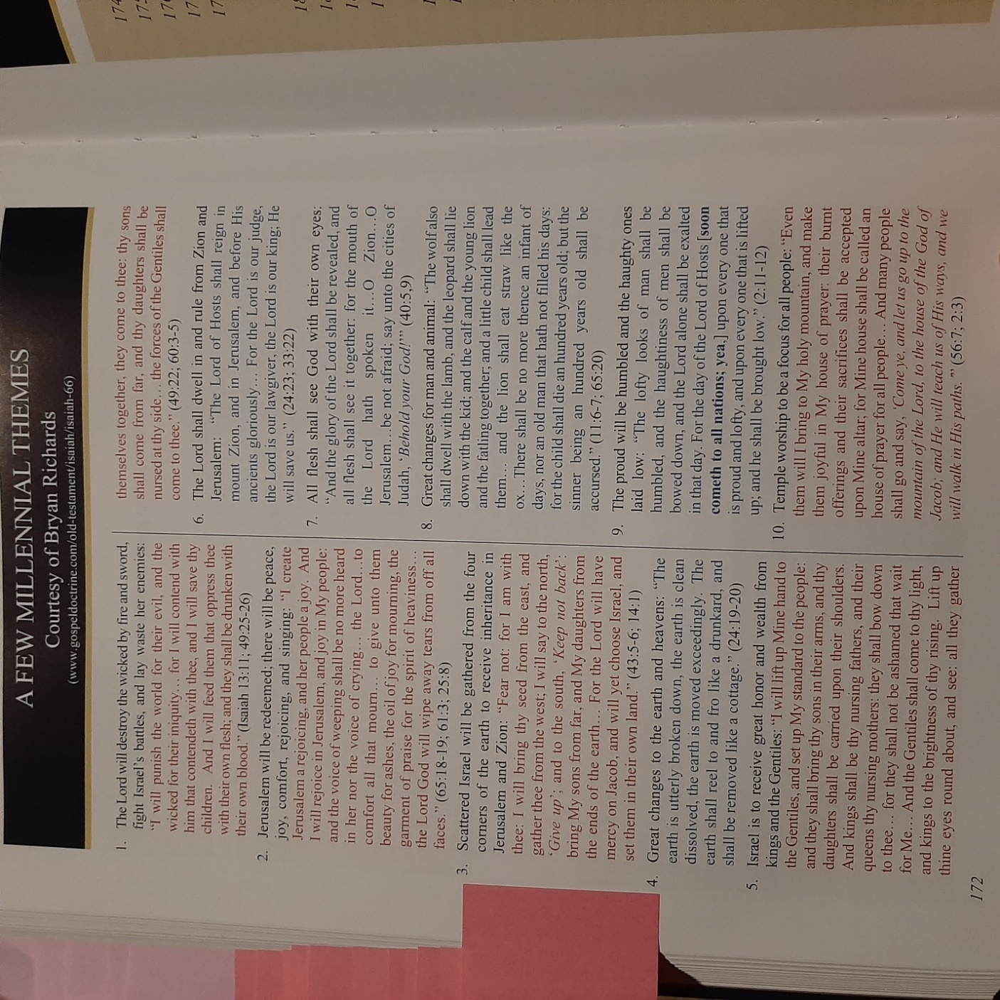 A FEW MILLENNIAL THEMES
Courtesy of Bryan Richards
(www.gospeldoctrine.com/old-testament/isaiah/isaiah-66)
1. The Lord will destroy the wicked by fire and sword,
fight Israel's battles, and lay waste her enemies:
“I will punish the world for their evil, and the
wicked for their iniquity… for I will contend with
him that contendeth with thee, and I will save thy
children. And I will feed them that oppress thee
with their own flesh; and they shall be drunken with
their own blood.” (Isaiah 13:11; 49:25-26)
2. Jerusalem will be redeemed; there will be peace,
joy, comfort, rejoicing, and singing: “I create
Jerusalem a rejoicing, and her people a joy. And
I will rejoice in Jerusalem, and joy in My people:
and the voice of weeping shall be no more heard
in her nor the voice of crying… the Lord…to
comfort all that mourn… to give unto them
beauty for ashes, the oil of joy for mourning, the
garment of praise for the spirit of heaviness…
the Lord God will wipe away tears from off all
faces.” (65:18-19; 61:3; 25:8)
3. Scattered Israel will be gathered from the four
corners of the earth to receive inheritance in
Jerusalem and Zion: “Fear not: for I am with
thee: I will bring thy seed from the east, and
gather thee from the west; I will say to the north,
‘Give up’; and to the south, ‘Keep not back’:
bring My sons from far, and My daughters from
the ends of the earth… For the Lord will have
mercy on Jacob, and will yet choose Israel, and
set them in their own land.” (43:5-6; 14:1)
4. Great changes to the earth and heavens: “The
earth is utterly broken down, the earth is clean
dissolved, the earth is moved exceedingly. The
earth shall reel to and fro like a drunkard, and
shall be removed like a cottage.” (24:19-20)
5. Israel is to receive great honor and wealth from
kings and the Gentiles: “I will lift up Mine hand to
the Gentiles, and set up My standard to the people:
and they shall bring thy sons in their arms, and thy
daughters shall be carried upon their shoulders.
And kings shall be thy nursing fathers, and their
queens thy nursing mothers: they shall bow down
to thee… for they shall not be ashamed that wait
for Me… And the Gentiles shall come to thy light,
and kings to the brightness of thy rising. Lift up
thine eyes round about, and see: all they gather
themselves together, they come to thee: thy sons
shall come from far, and thy daughters shall be
nursed at thy side… the forces of the Gentiles shall
come to thee.” (49:22; 60:3-5)
6. The Lord shall dwell in and rule from Zion and
Jerusalem: “The Lord of Hosts shall reign in
mount Zion, and in Jerusalem, and before His
ancients gloriously… For the Lord is our judge,
the Lord is our lawgiver, the Lord is our king; He
will save us.” (24:23; 33:22)
7. All flesh shall see God with their own eyes:
“And the glory of the Lord shall be revealed, and
all flesh shall see it together: for the mouth of
the Lord hath spoken it…O Zion…O
Jerusalem…be not afraid; say unto the cities of
Judah, ‘Behold your God!’” (40:5,9)
8. Great changes for man and animal: “The wolf also
shall dwell with the lamb, and the leopard shall lie
down with the kid; and the calf and the young lion
and the fatling together; and a little child shall lead
them… and the lion shall eat straw like the
ox…There shall be no more thence an infant of
days, nor an old man that hath not filled his days:
for the child shall die an hundred years old; but the
sinner being an hundred years old shall be
accursed.” (11:6-7; 65:20)
9. The proud will be humbled and the haughty ones
laid low: “The lofty looks of man shall be
humbled, and the haughtiness of men shall be
bowed down, and the Lord alone shall be exalted
in that day. For the day of the Lord of Hosts [soon
cometh to all nations; yea,] upon every one that
is proud and lofty, and upon every one that is lifted
up; and he shall be brought low.” (2:11-12)
10. Temple worship to be a focus for all people: “Even
them will I bring to My holy mountain, and make
them joyful in My house of prayer: their burnt
offerings and their sacrifices shall be accepted
upon Mine altar; for Mine house shall be called an
house of prayer for all people… And many people
shall go and say, ‘Come ye, and let us go up to the
mountain of the Lord, to the house of the God of
Jacob; and He will teach us of His ways, and we
will walk in His paths.’” (56:7; 2:3)
172
174